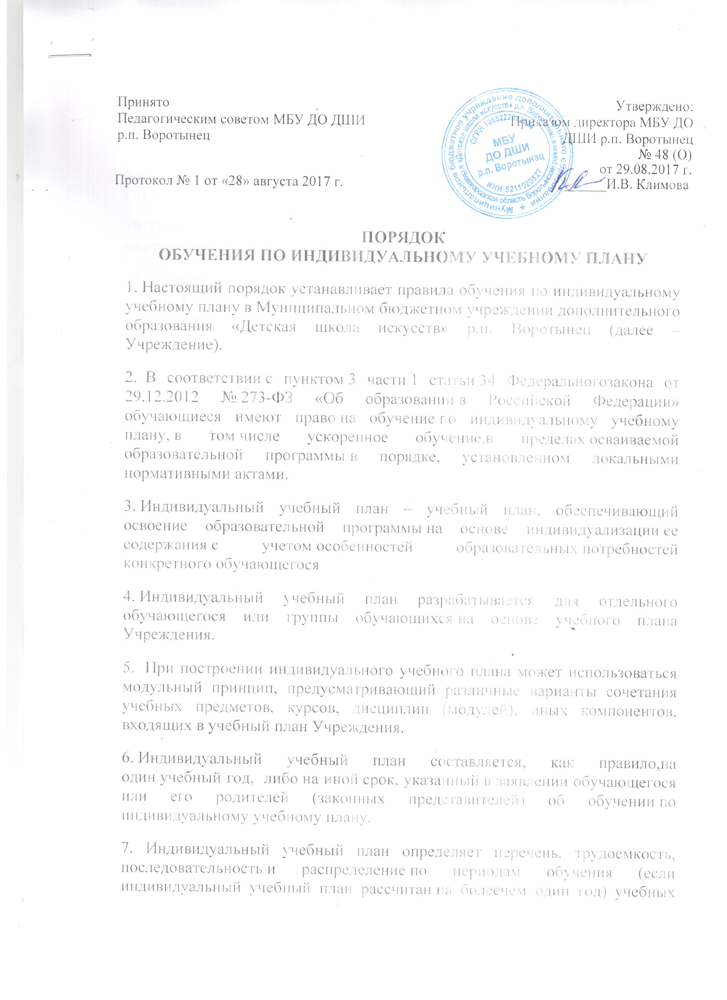 Принято
Педагогическим советом МБУ ДО ДШИ
р.п. Воротынец
Протокол № 1 от «28» августа 2017 г.
Утверждено:
Приказом директора МБУ ДО
ДШИ р.п. Воротынец
№ 48 (О)
от 29.08.2017 г.
______И.В. Климова
Муниципальное бюджетное учреждение дополнительного образования
«Детская школа искусств» р.п. Воротынец * Нижегородская область Воротынский район
ОГРН
МБУ
ДО ДШИ
р.п. Воротынец
ИНН 5211020527
ПОРЯДОК
ОБУЧЕНИЯ ПО ИНДИВИДУАЛЬНОМУ УЧЕБНОМУ ПЛАНУ
1. Настоящий порядок устанавливает правила обучения по индивидуальному
учебному плану в Муниципальном бюджетном учреждении дополнительного
образования «Детская школа искусств» р.п. Воротынец (далее –
Учреждение).
2. В соответствии с пунктом 3 части 1 статьи 34 Федеральногозакона от
29.12.2012 № 273-ФЗ «Об образовании в Российской Федерации»
обучающиеся имеют право на обучение по индивидуальному учебному
плану, в том числе ускоренное обучение,в пределах осваиваемой
образовательной программы в порядке, установленном локальными
нормативными актами.
3. Индивидуальный учебный план – учебный план, обеспечивающий
освоение образовательной программы на основе индивидуализации ее
содержания с учетом особенностей образовательных потребностей
конкретного обучающегося
4. Индивидуальный учебный план разрабатывается для отдельного
обучающегося или группы обучающихся на основе учебного плана
Учреждения.
5. При построении индивидуального учебного плана может использоваться
модульный принцип, предусматривающий различные варианты сочетания
учебных предметов, курсов, дисциплин (модулей), иных компонентов,
входящих в учебный план Учреждения.
6. Индивидуальный учебный план составляется, как правило,на
один учебный год, либо на иной срок, указанный в заявлении обучающегося
или его родителей (законных представителей) об обучении по
индивидуальному учебному плану.
7. Индивидуальный учебный план определяет перечень, трудоемкость,
последовательность и распределение по периодам обучения (если
индивидуальный учебный план рассчитан на болеечем один год) учебных